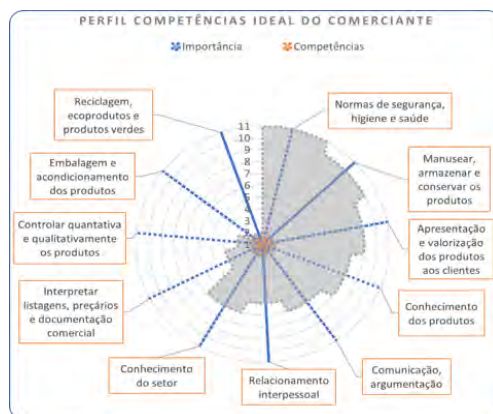 PERFIL COMPETÊNCIAS IDEAL DO COMERCIANTE
Importância
Competências
Reciclagem,
ecoprodutos e
produtos verdes
Normas de segurança,
higiene e saúde
Embalagem e
acondicionamento
dos produtos
Manusear,
armazenar e
conservar os
produtos
Controlar quantativa
e qualitativamente
os produtos
Apresentação e
valorização dos
produtos aos
clientes
Interpretar
listagens, preçários
e documentação
comercial
Conhecimento
dos produtos
Conhecimento
do setor
Relacionamento
interpessoal
Comunicação,
argumentação
11
10
9
8
7
6
5
4
3
2
1